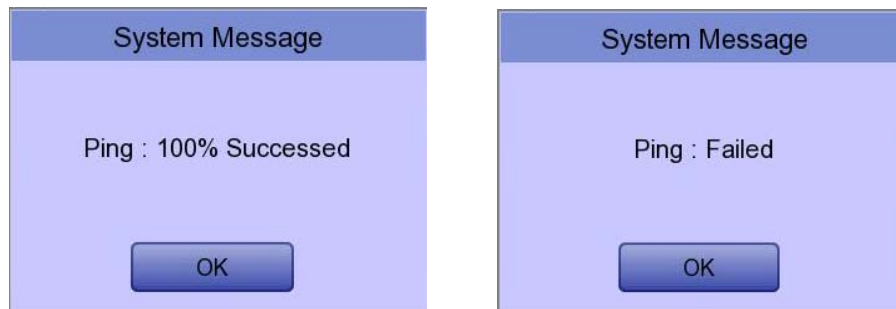 System Message
Ping : 100% Successed
OK
System Message
Ping : Failed
OK